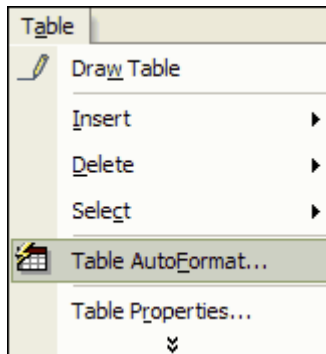 Table
Draw Table
Insert
Delete
Select
Table AutoFormat...
Table Properties...